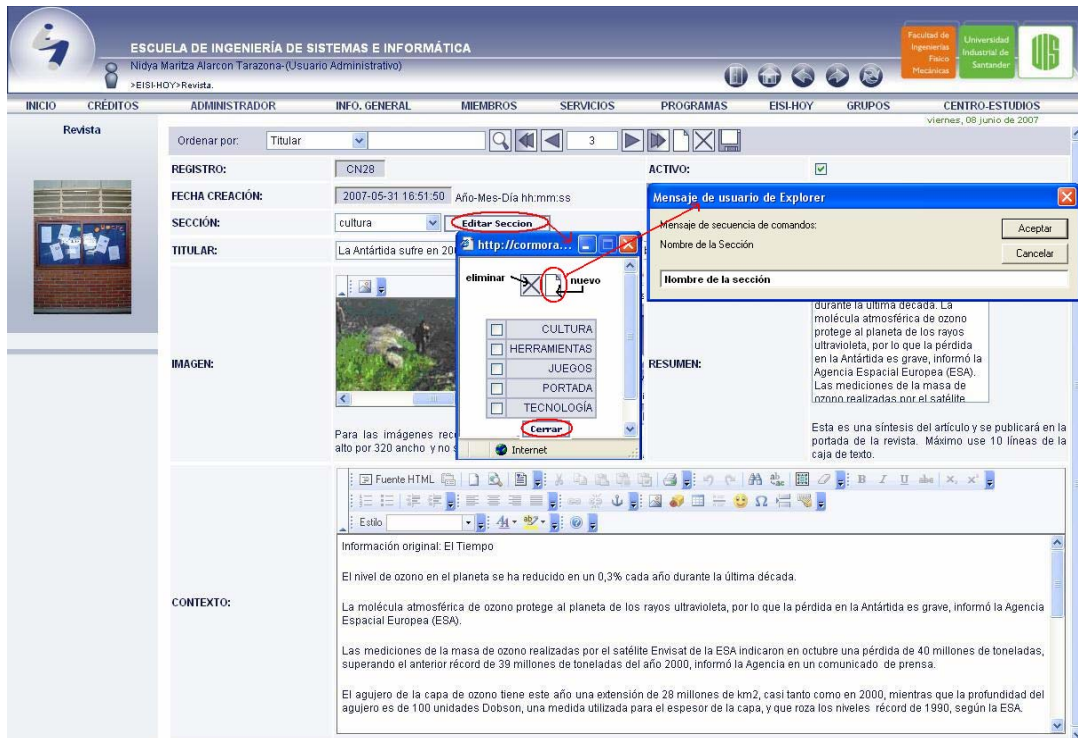 ESCUELA DE INGENIERÍA DE SISTEMAS E INFORMÁTICA
Nidya Maritza Alarcon Tarazona-(Usuario Administrativo)
>EISI-HOY>Revista.
Facultad de
Ingenierías
Físico
Mecánicas
Universidad
Industrial de
Santander
UIS
INICIO CRÉDITOS ADMINISTRADOR INFO. GENERAL MIEMBROS SERVICIOS PROGRAMAS EISI-HOY GRUPOS CENTRO-ESTUDIOS
viernes, 08 junio de 2007
Revista
Ordenar por: Titular 3
REGISTRO: CN28 ACTIVO:
FECHA CREACIÓN: 2007-05-31 16:51:50 Año-Mes-Día hh:mm:ss
SECCIÓN: cultura Editar Seccion
TITULAR: La Antártida sufre en 20
Mensaje de usuario de Explorer
Mensaje de secuencia de comandos:
Nombre de la Sección
Aceptar
Cancelar
Nombre de la sección
http://cormora...
eliminar nuevo
CULTURA
HERRAMIENTAS
JUEGOS
PORTADA
TECNOLOGÍA
Cerrar
Internet
IMAGEN:
Para las imágenes rec
alto por 320 ancho y no s
RESUMEN:
durante la última década. La
molécula atmosférica de ozono
protege al planeta de los rayos
ultravioleta, por lo que la pérdida
en la Antártida es grave, informó la
Agencia Espacial Europea (ESA).
Las mediciones de la masa de
ozono realizadas por el satélite
Esta es una síntesis del artículo y se publicará en la
portada de la revista. Máximo use 10 líneas de la
caja de texto.
CONTEXTO:
Fuente HTML
Estilo
Información original: El Tiempo
El nivel de ozono en el planeta se ha reducido en un 0,3% cada año durante la última década.
La molécula atmosférica de ozono protege al planeta de los rayos ultravioleta, por lo que la pérdida en la Antártida es grave, informó la Agencia
Espacial Europea (ESA).
Las mediciones de la masa de ozono realizadas por el satélite Envisat de la ESA indicaron en octubre una pérdida de 40 millones de toneladas,
superando el anterior récord de 39 millones de toneladas del año 2000, informó la Agencia en un comunicado de prensa.
El agujero de la capa de ozono tiene este año una extensión de 28 millones de km2, casi tanto como en 2000, mientras que la profundidad del
agujero es de 100 unidades Dobson, una medida utilizada para el espesor de la capa, y que roza los niveles récord de 1990, según la ESA.